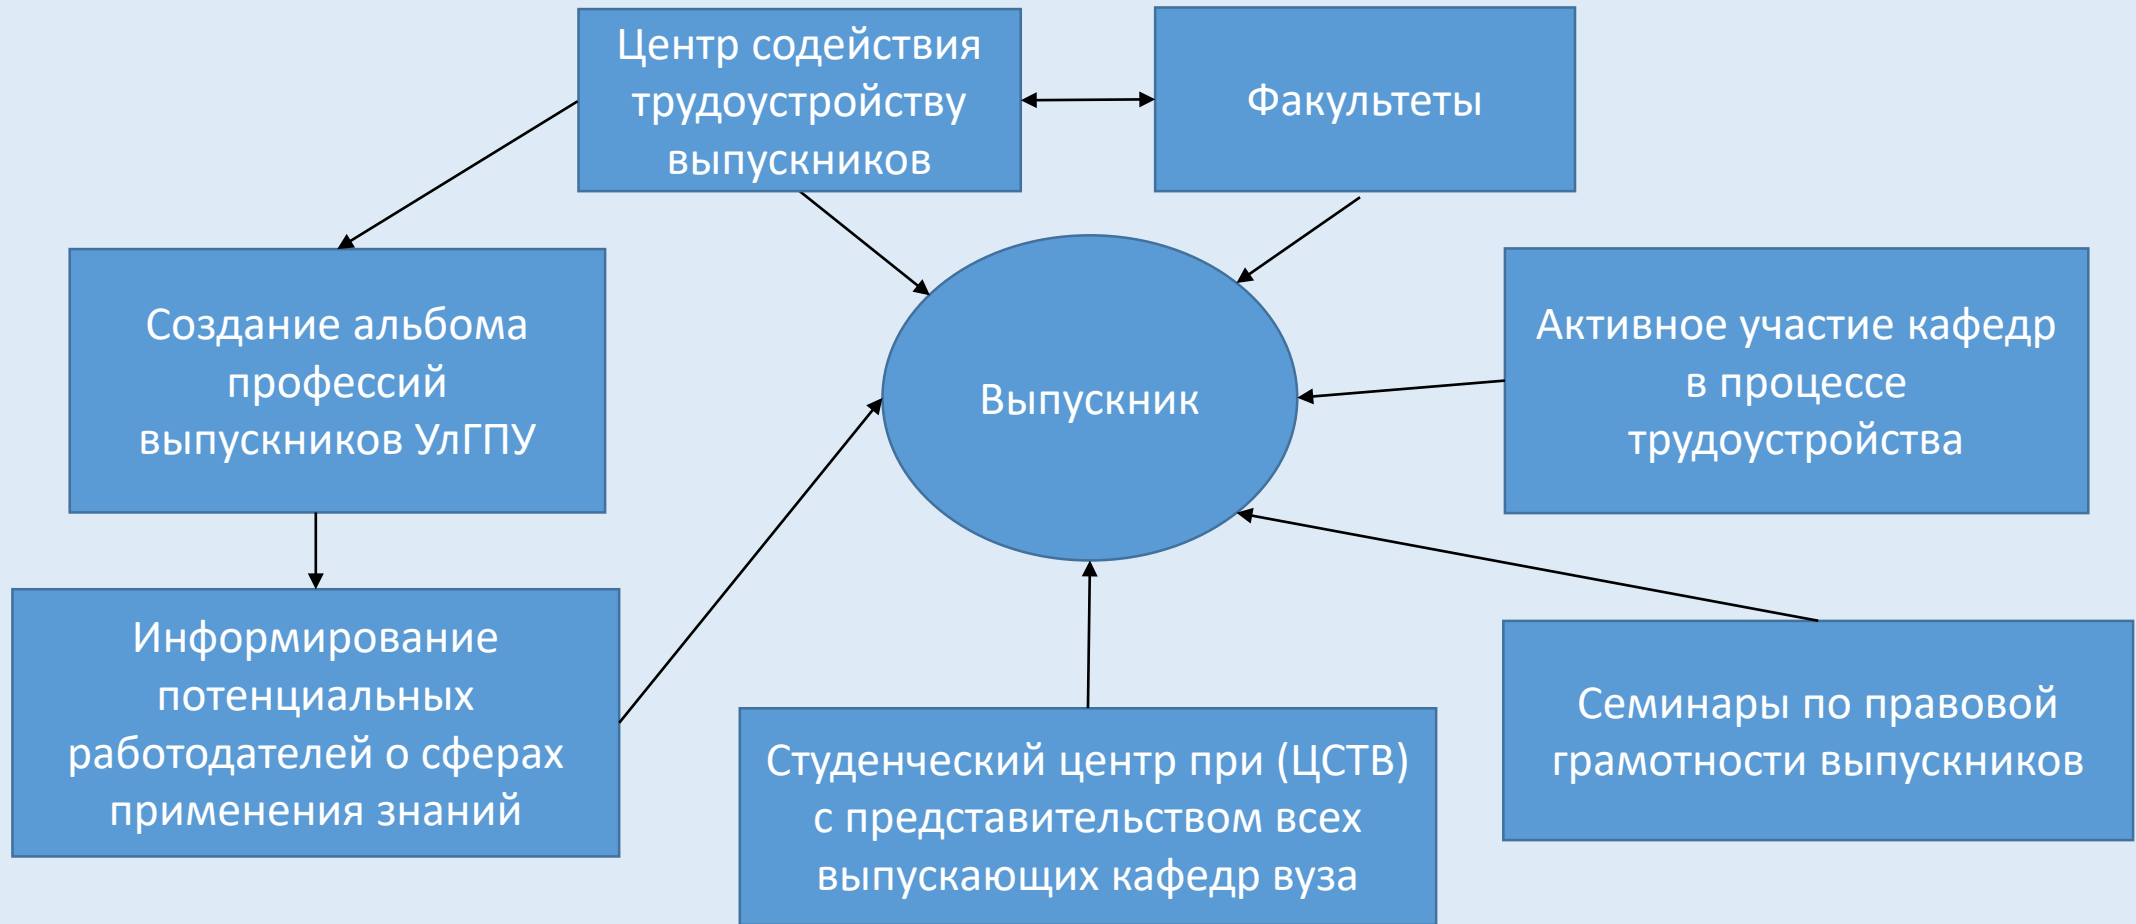 Центр содействия
трудоустройству
выпускников
Факультеты
Создание альбома
профессий
выпускников УлГПУ
Выпускник
Активное участие кафедр
в процессе
трудоустройства
Информирование
потенциальных
работодателей о сферах
применения знаний
Студенческий центр при (ЦСТВ)
с представительством всех
выпускающих кафедр вуза
Семинары по правовой
грамотности выпускников